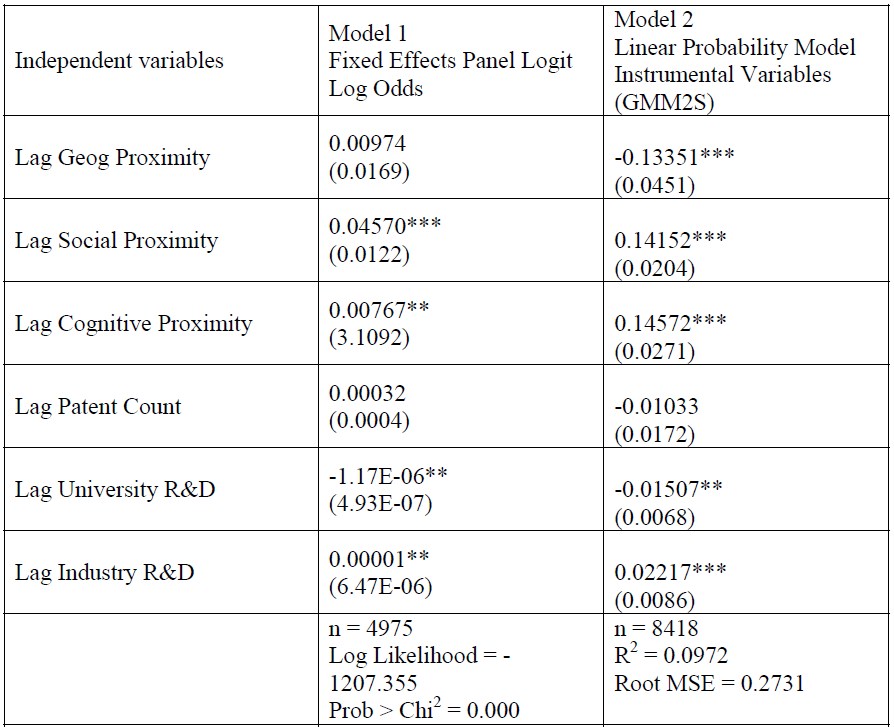 Independent variables
Model 1
Fixed Effects Panel Logit
Log Odds
Model 2
Linear Probability Model
Instrumental Variables
(GMM2S)
Lag Geog Proximity
0.00974
(0.0169)
-0.13351***
(0.0451)
Lag Social Proximity
0.04570***
(0.0122)
0.14152***
(0.0204)
Lag Cognitive Proximity
0.00767**
(3.1092)
0.14572***
(0.0271)
Lag Patent Count
0.00032
(0.0004)
-0.01033
(0.0172)
Lag University R&D
-1.17E-06**
(4.93E-07)
-0.01507**
(0.0068)
Lag Industry R&D
0.00001**
(6.47E-06)
0.02217***
(0.0086)
n = 4975
Log Likelihood = -
1207.355
Prob > Chi² = 0.000
n = 8418
R² = 0.0972
Root MSE = 0.2731